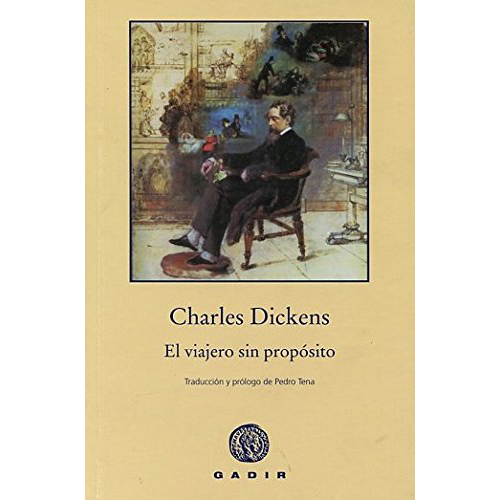 Charles Dickens
El viajero sin propósito
Traducción y prólogo de Pedro Tena
GADIR